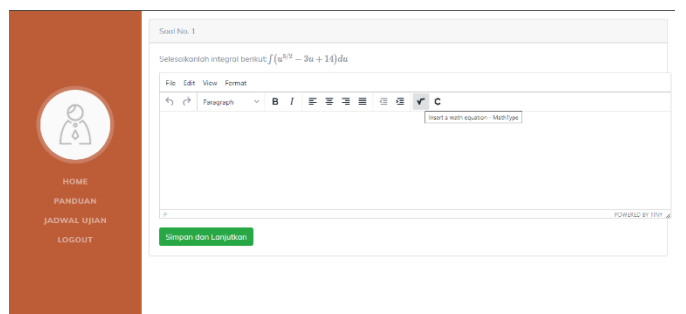 Soal No. 1
Selesaikanlah integral berikut: ∫(u^{3/2} − 3u + 14)du
File Edit View Format
Paragraph B I √ C
Insert a math equation - MathType
HOME
PANDUAN
JADWAL UJIAN
LOGOUT
P
POWERED BY TINY
Simpan dan Lanjutkan